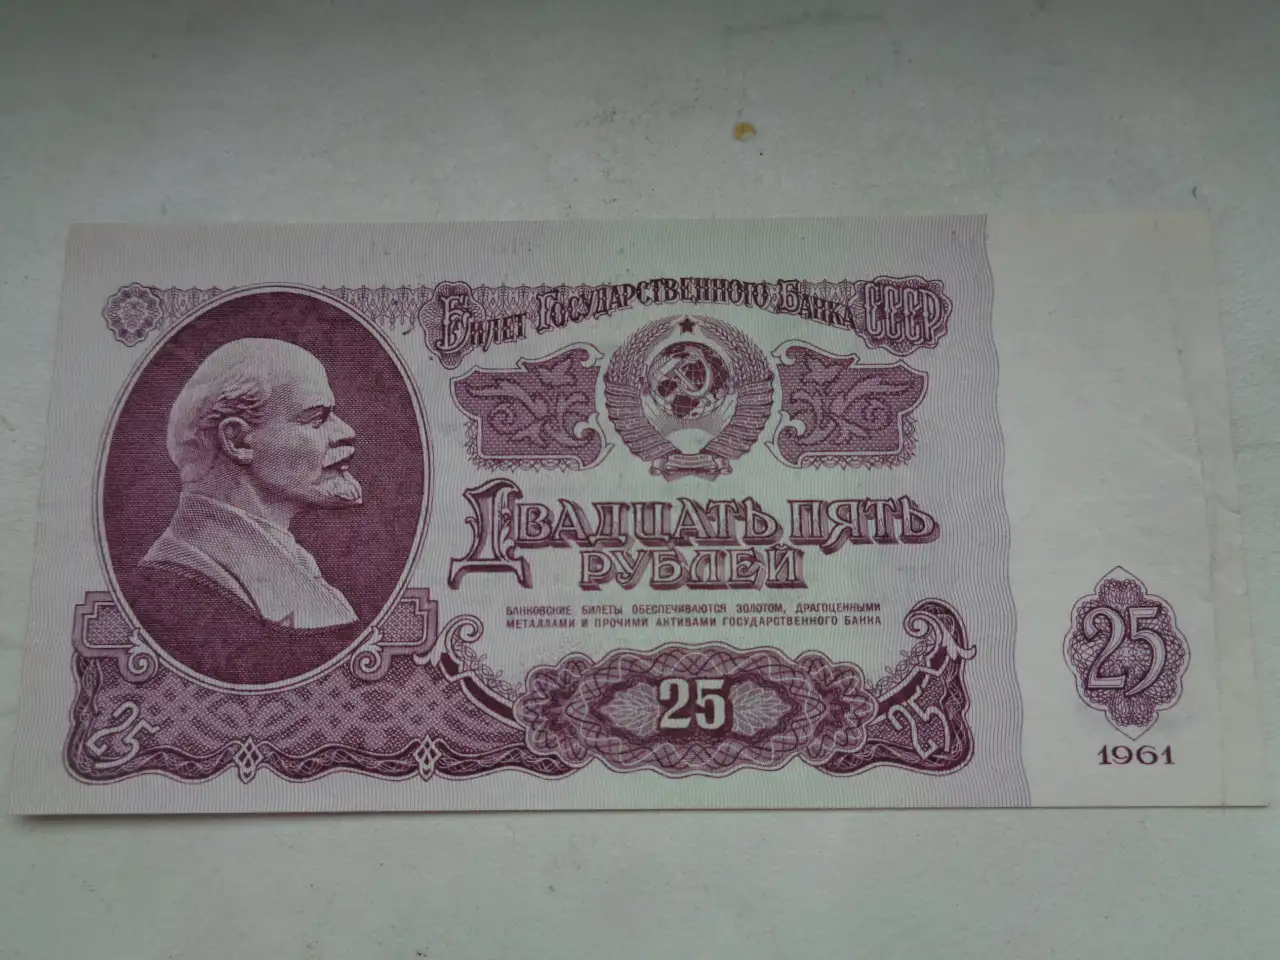 Билет Государственного Банка СССР
Двадцать пять
рублей
БАНКОВСКИЕ БИЛЕТЫ ОБЕСПЕЧИВАЮТСЯ ЗОЛОТОМ, ДРАГОЦЕННЫМИ
МЕТАЛЛАМИ И ПРОЧИМИ АКТИВАМИ ГОСУДАРСТВЕННОГО БАНКА
25
25
25
25
1961